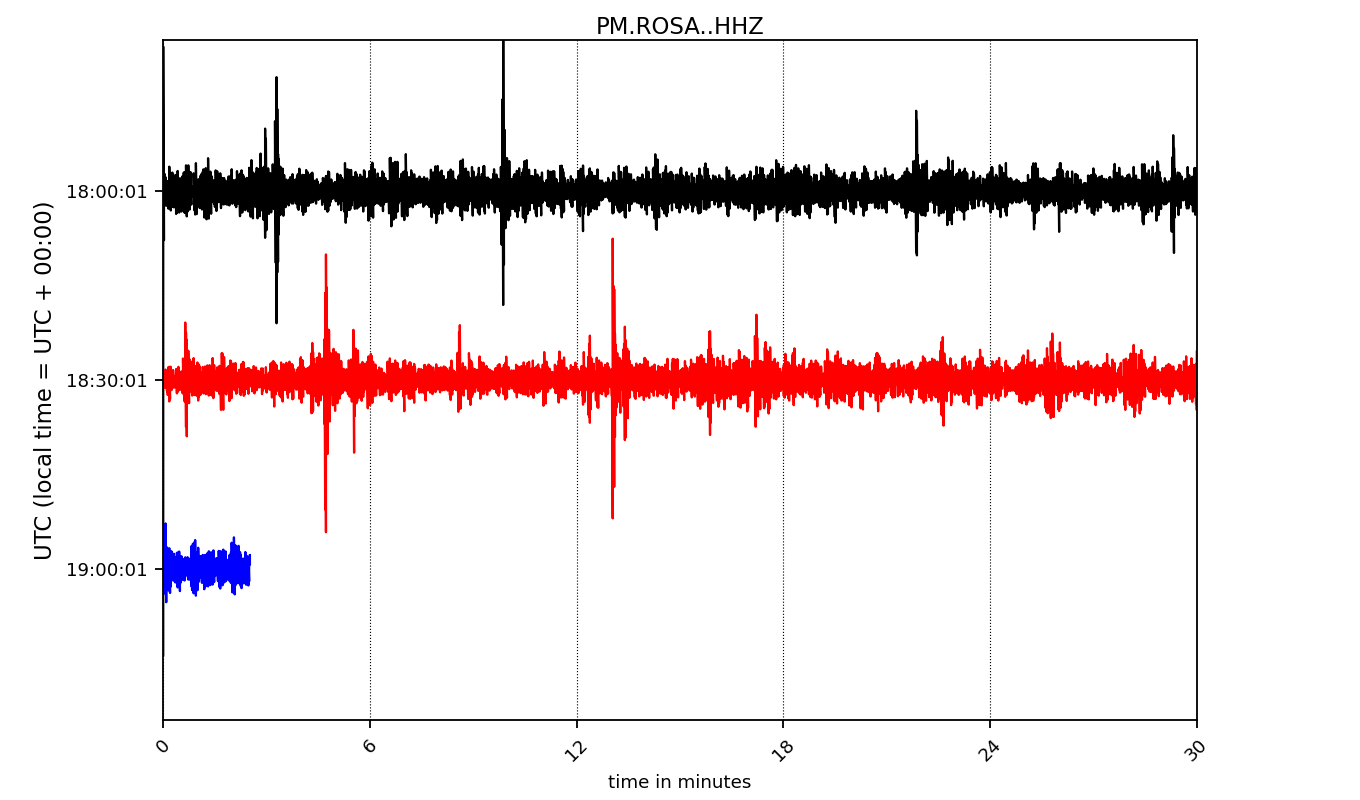 PM.ROSA..HHZ
UTC (local time = UTC + 00:00)
18:00:01
18:30:01
19:00:01
0 6 12 18 24 30
time in minutes